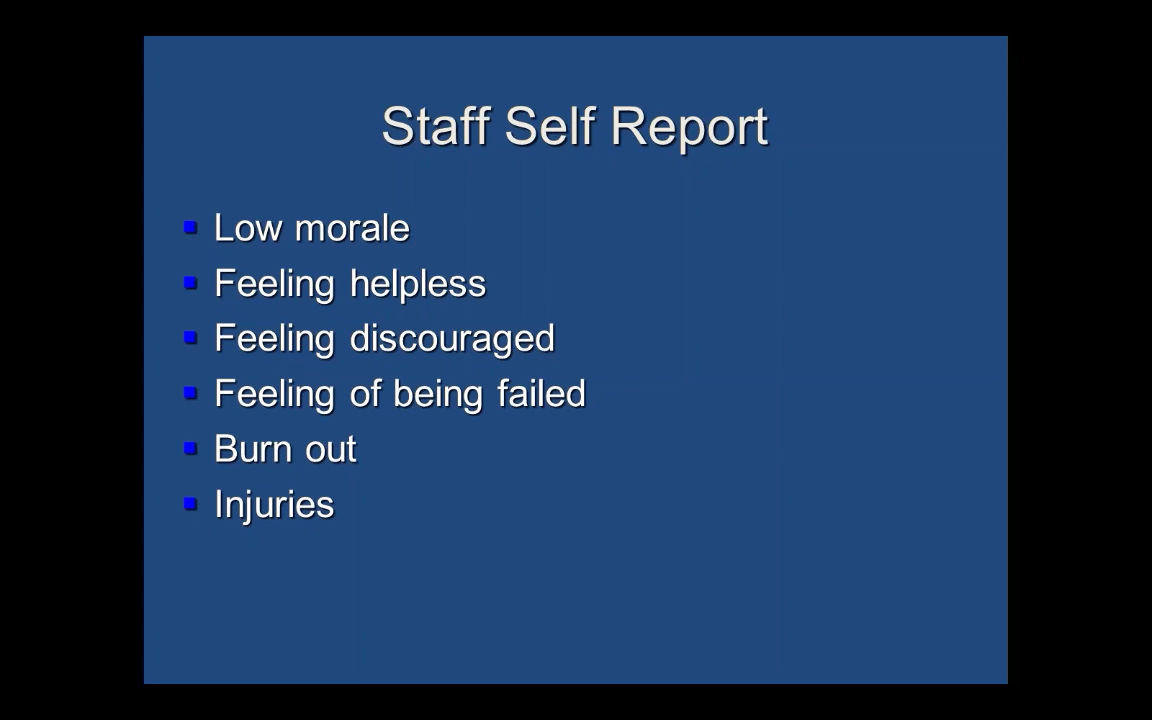 Staff Self Report
Low morale
Feeling helpless
Feeling discouraged
Feeling of being failed
Burn out
Injuries